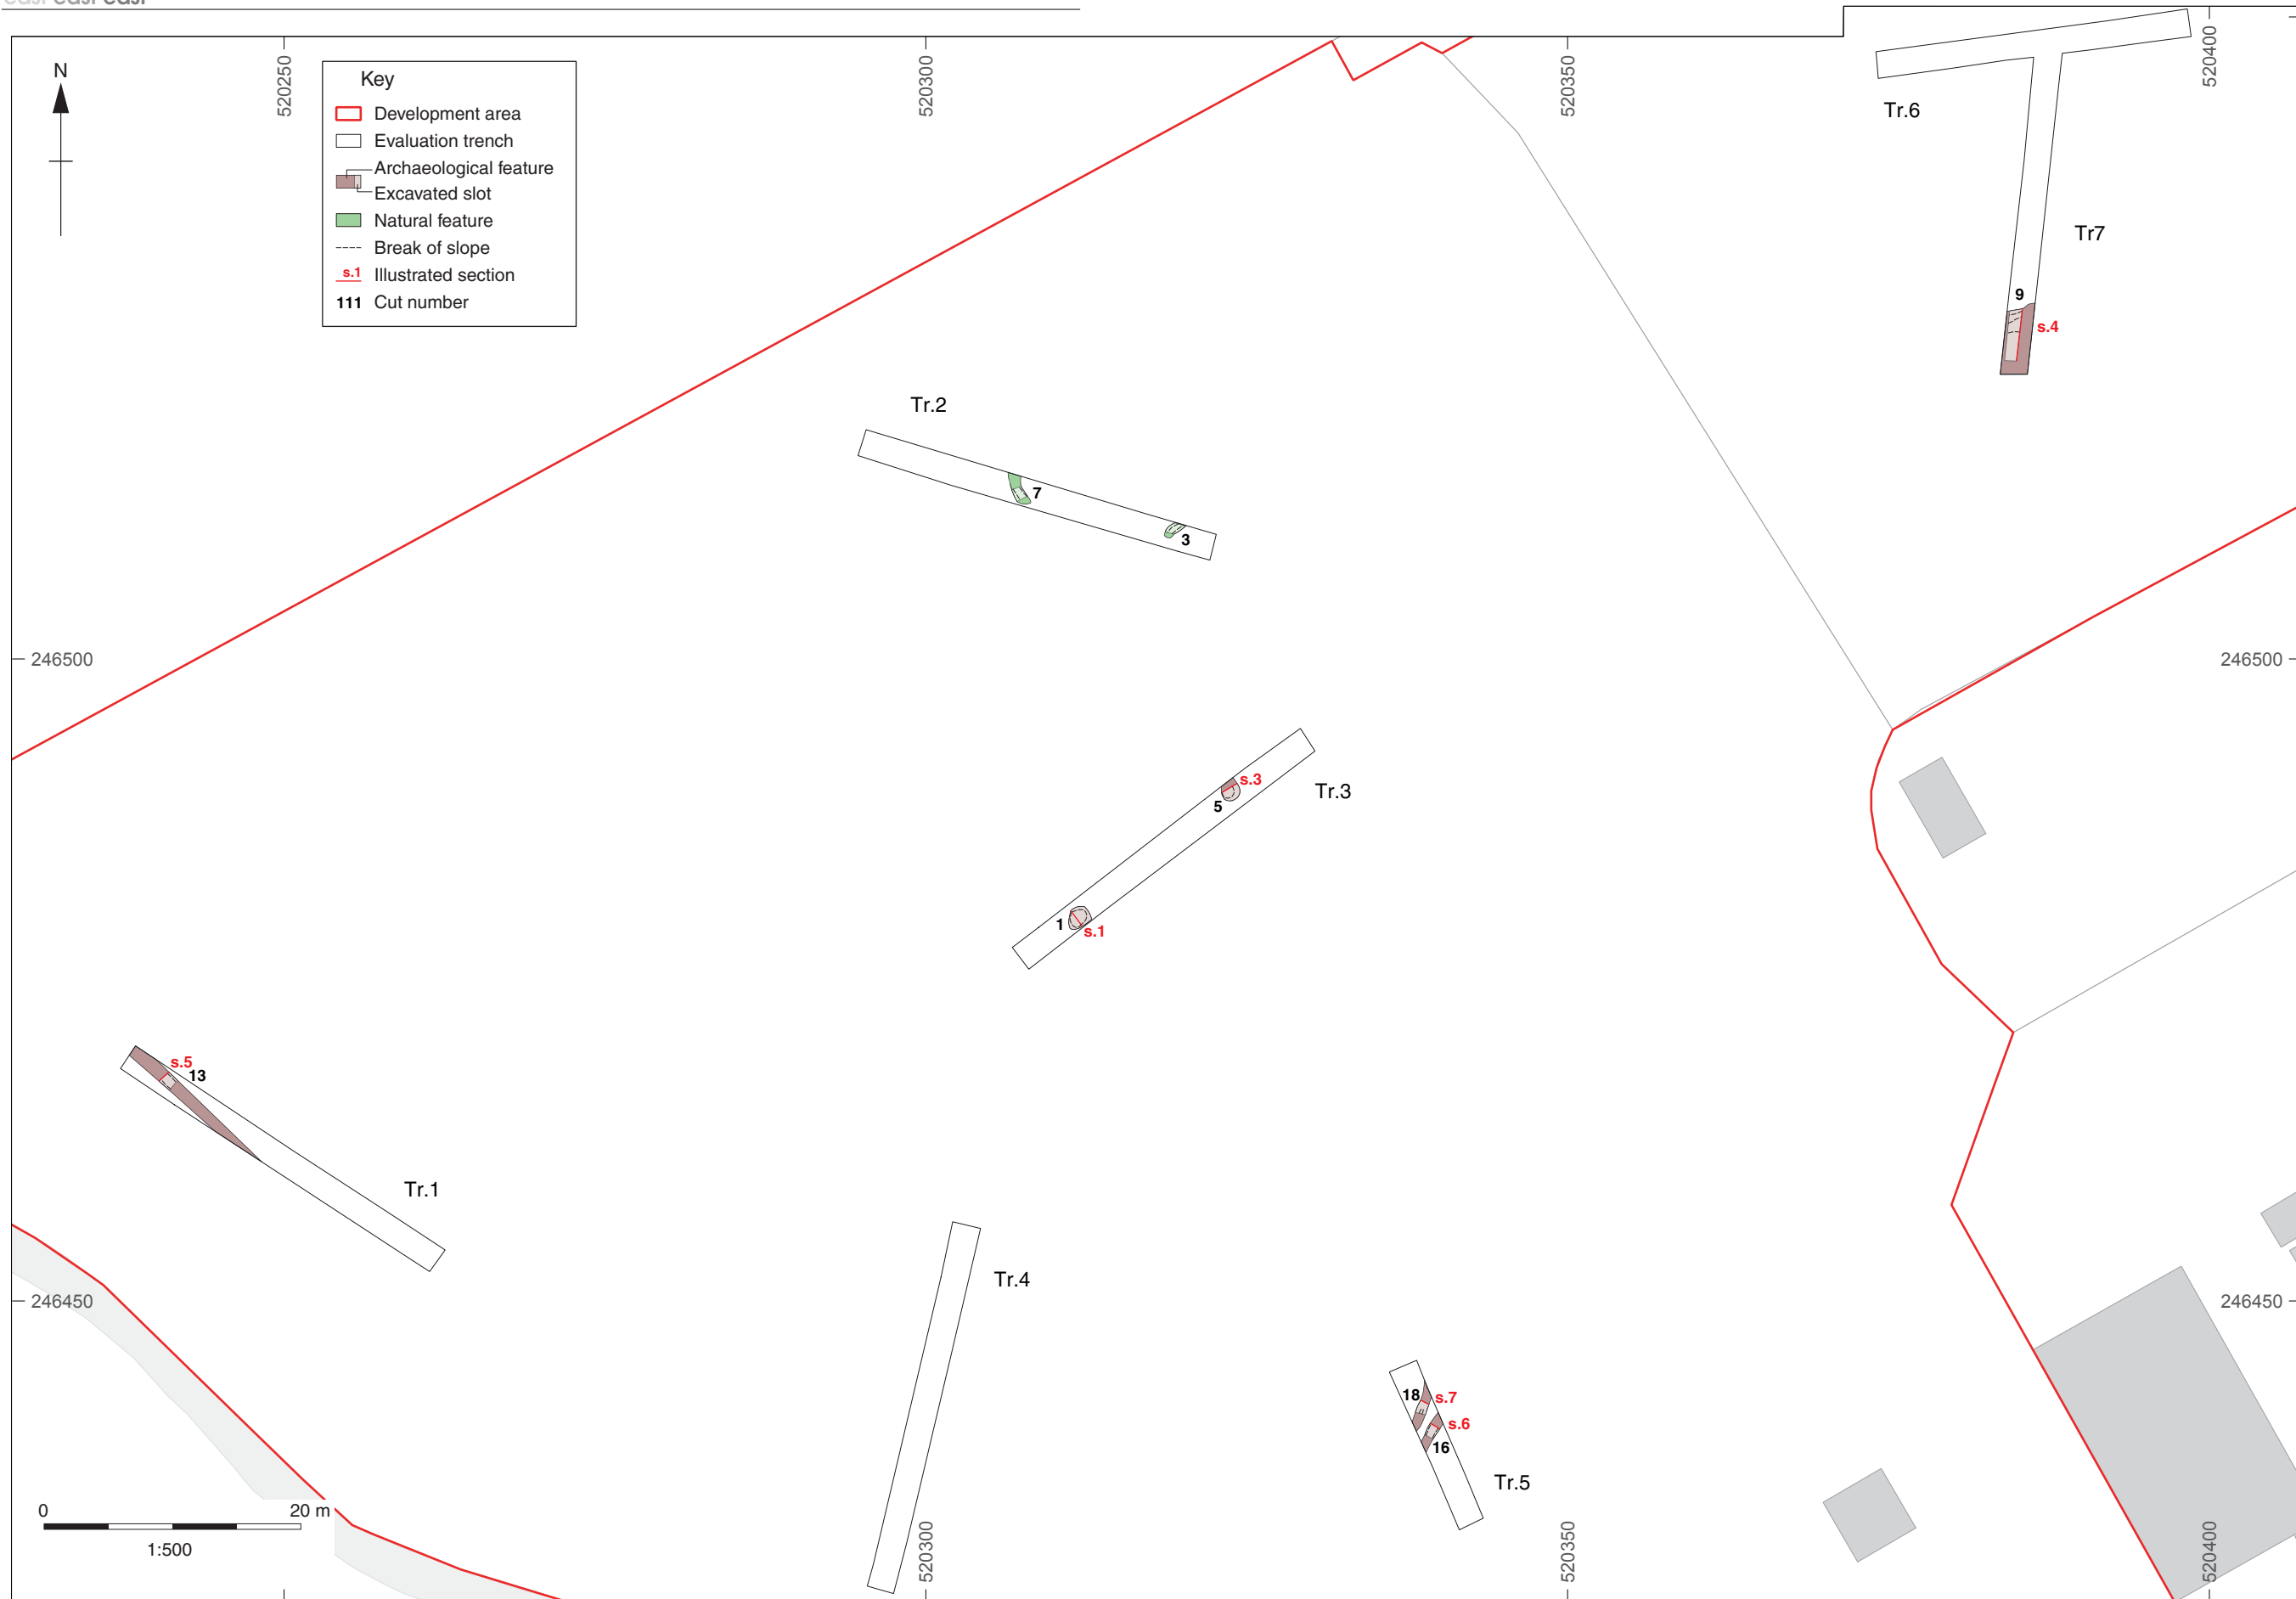 east east east
520250
520300
520350
520400
N
Key
Development area
Evaluation trench
Archaeological feature
Excavated slot
Natural feature
Break of slope
s.1 Illustrated section
111 Cut number
Tr.6
Tr7
9
s.4
Tr.2
7
3
246500
246500
s.3
5
Tr.3
1
s.1
s.5
13
Tr.1
Tr.4
246450
246450
18
s.7
s.6
16
Tr.5
0
20 m
1:500
520300
520350
520400